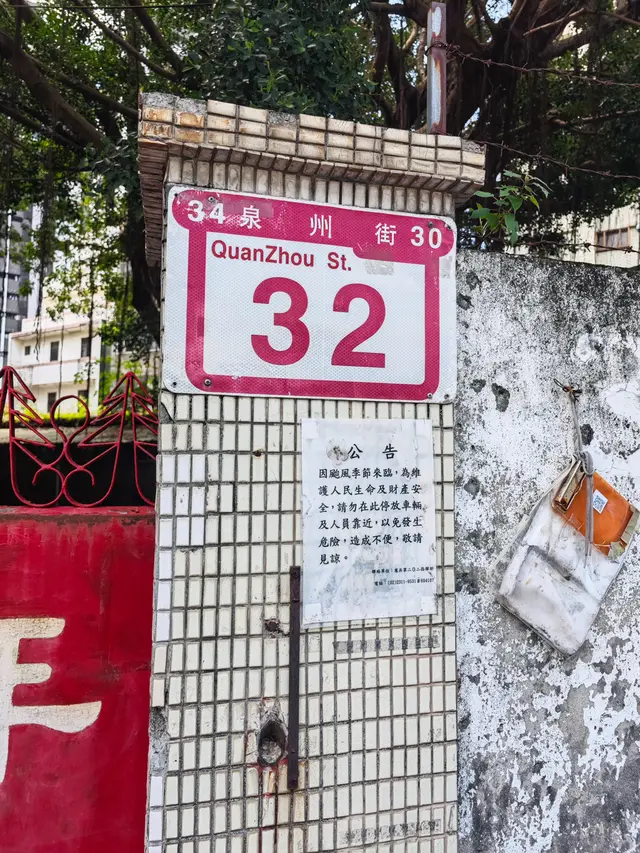 34 泉 州 街 30
QuanZhou St.
32
公告
因颱風季節來臨，為維
護人民生命及財產安
全，請勿在此停放車輛
及人員靠近，以免發生
危險，造成不便，敬請
見諒。